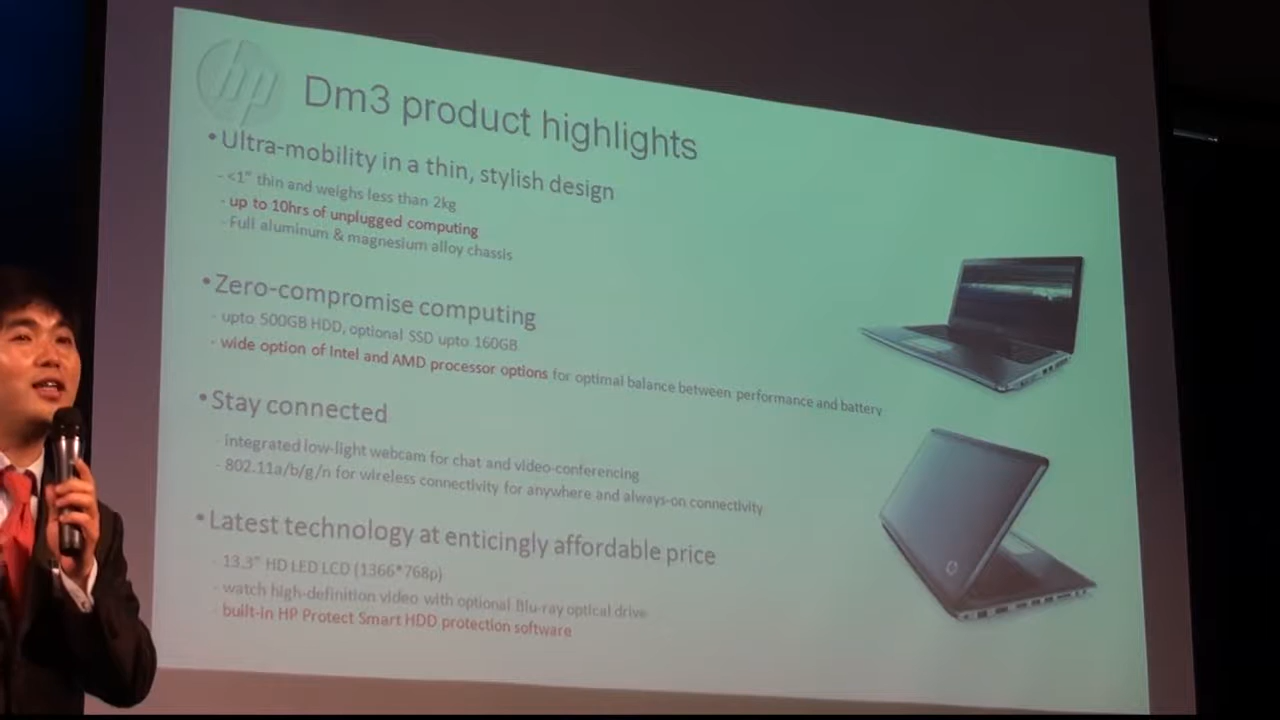 hp
Dm3 product highlights
•Ultra-mobility in a thin, stylish design
- <1" thin and weighs less than 2kg
- up to 10hrs of unplugged computing
- Full aluminum & magnesium alloy chassis
•Zero-compromise computing
- upto 500GB HDD, optional SSD upto 160GB
- wide option of Intel and AMD processor options for optimal balance between performance and battery
•Stay connected
- integrated low-light webcam for chat and video-conferencing
- 802.11a/b/g/n for wireless connectivity for anywhere and always-on connectivity
•Latest technology at enticingly affordable price
- 13.3" HD LED LCD (1366*768p)
- watch high-definition video with optional Blu-ray optical drive
- built-in HP Protect Smart HDD protection software